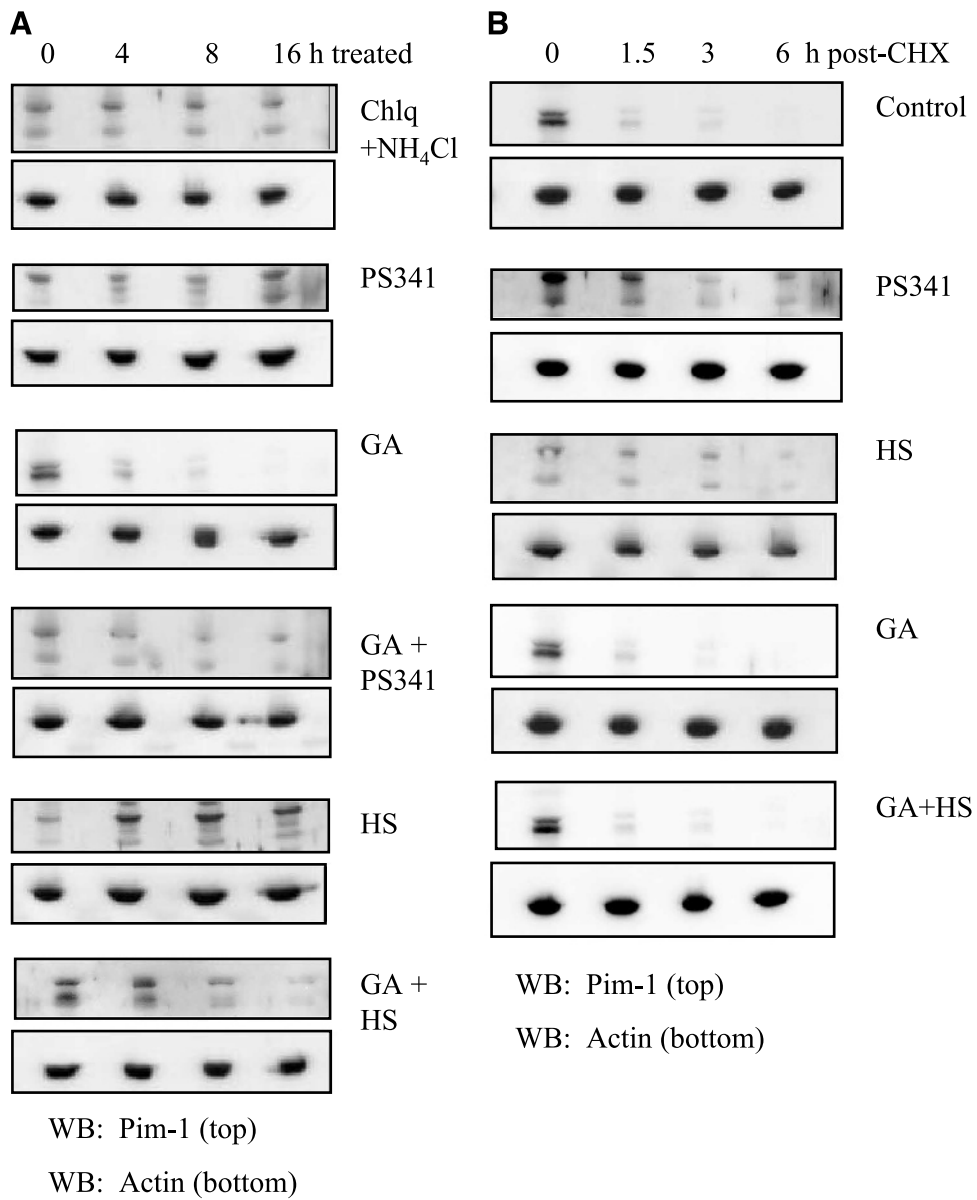 A
0 4 8 16 h treated
Chlq
+NH₄Cl
PS341
GA
GA +
PS341
HS
GA +
HS
WB: Pim-1 (top)
WB: Actin (bottom)
B
0 1.5 3 6 h post-CHX
Control
PS341
HS
GA
GA+HS
WB: Pim-1 (top)
WB: Actin (bottom)